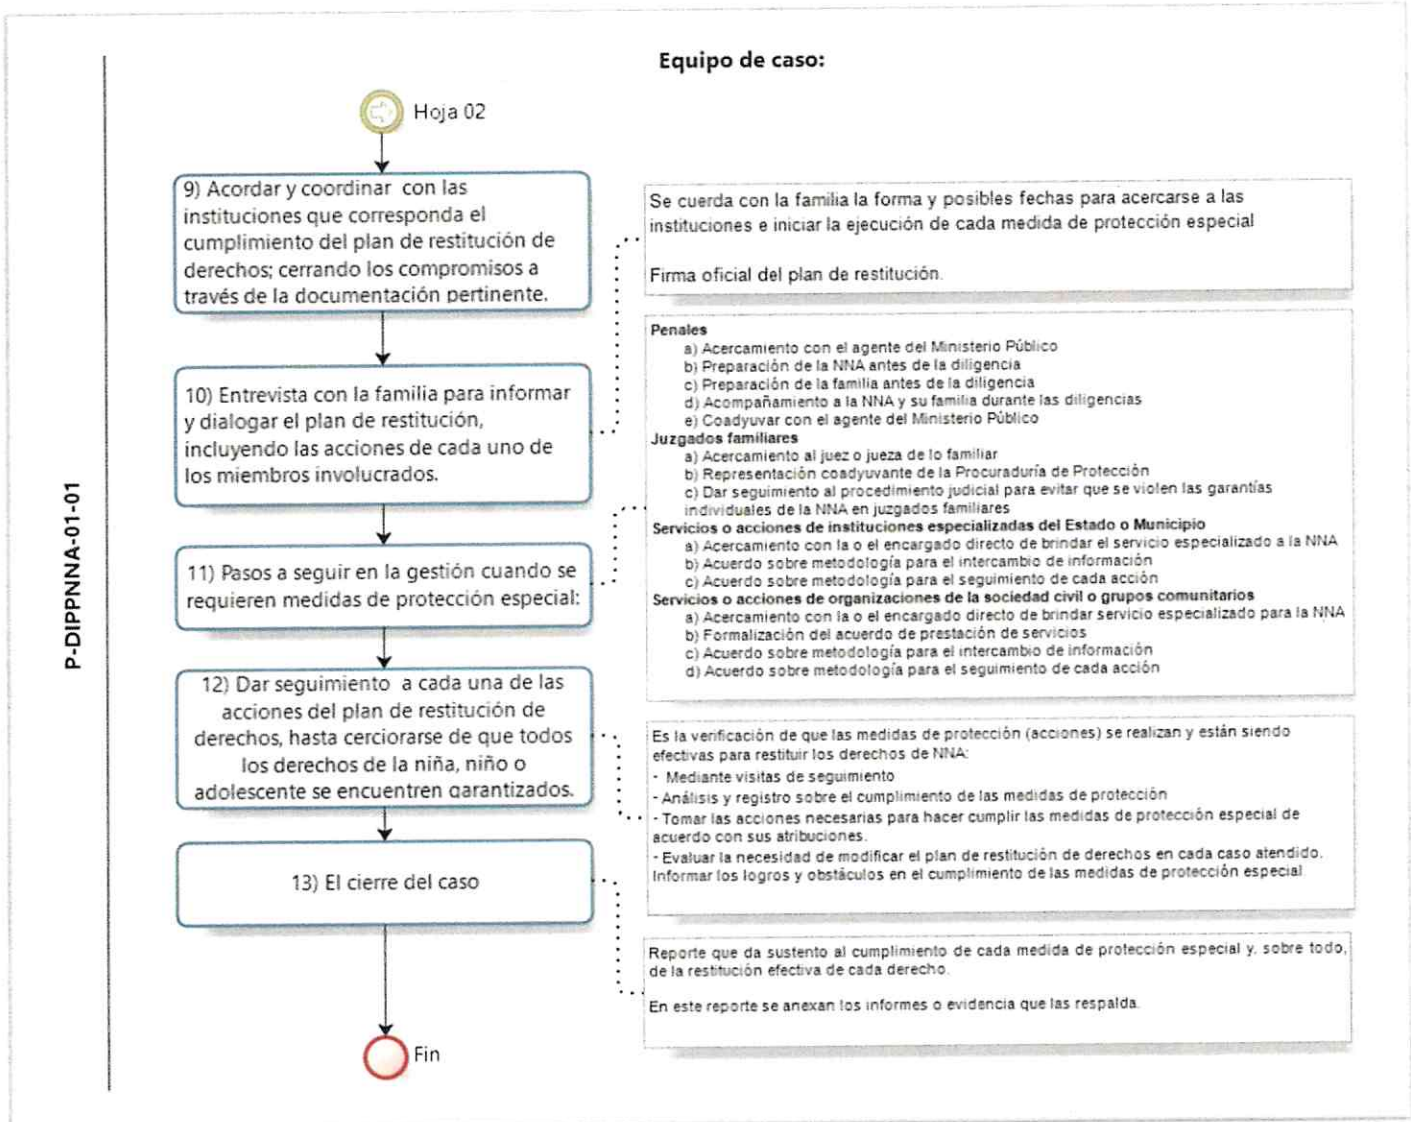 Equipo de caso:
Hoja 02
P-DIPPNNA-01-01
9) Acordar y coordinar con las
instituciones que corresponda el
cumplimiento del plan de restitución de
derechos; cerrando los compromisos a
través de la documentación pertinente.
Se cuerda con la familia la forma y posibles fechas para acercarse a las
instituciones e iniciar la ejecución de cada medida de protección especial
Firma oficial del plan de restitución.
10) Entrevista con la familia para informar
y dialogar el plan de restitución,
incluyendo las acciones de cada uno de
los miembros involucrados.
11) Pasos a seguir en la gestión cuando se
requieren medidas de protección especial:
Penales
a) Acercamiento con el agente del Ministerio Público
b) Preparación de la NNA antes de la diligencia
c) Preparación de la familia antes de la diligencia
d) Acompañamiento a la NNA y su familia durante las diligencias
e) Coadyuvar con el agente del Ministerio Público
Juzgados familiares
a) Acercamiento al juez o jueza de lo familiar
b) Representación coadyuvante de la Procuraduría de Protección
c) Dar seguimiento al procedimiento judicial para evitar que se violen las garantías
individuales de la NNA en juzgados familiares
Servicios o acciones de instituciones especializadas del Estado o Municipio
a) Acercamiento con la o el encargado directo de brindar el servicio especializado a la NNA
b) Acuerdo sobre metodología para el intercambio de información
c) Acuerdo sobre metodología para el seguimiento de cada acción
Servicios o acciones de organizaciones de la sociedad civil o grupos comunitarios
a) Acercamiento con la o el encargado directo de brindar servicio especializado para la NNA
b) Formalización del acuerdo de prestación de servicios
c) Acuerdo sobre metodología para el intercambio de información
d) Acuerdo sobre metodología para el seguimiento de cada acción
12) Dar seguimiento a cada una de las
acciones del plan de restitución de
derechos, hasta cerciorarse de que todos
los derechos de la niña, niño o
adolescente se encuentren garantizados.
Es la verificación de que las medidas de protección (acciones) se realizan y están siendo
efectivas para restituir los derechos de NNA:
- Mediante visitas de seguimiento
- Análisis y registro sobre el cumplimiento de las medidas de protección
- Tomar las acciones necesarias para hacer cumplir las medidas de protección especial de
acuerdo con sus atribuciones.
- Evaluar la necesidad de modificar el plan de restitución de derechos en cada caso atendido.
Informar los logros y obstáculos en el cumplimiento de las medidas de protección especial
13) El cierre del caso
Reporte que da sustento al cumplimiento de cada medida de protección especial y, sobre todo,
de la restitución efectiva de cada derecho.
En este reporte se anexan los informes o evidencia que las respalda.
Fin